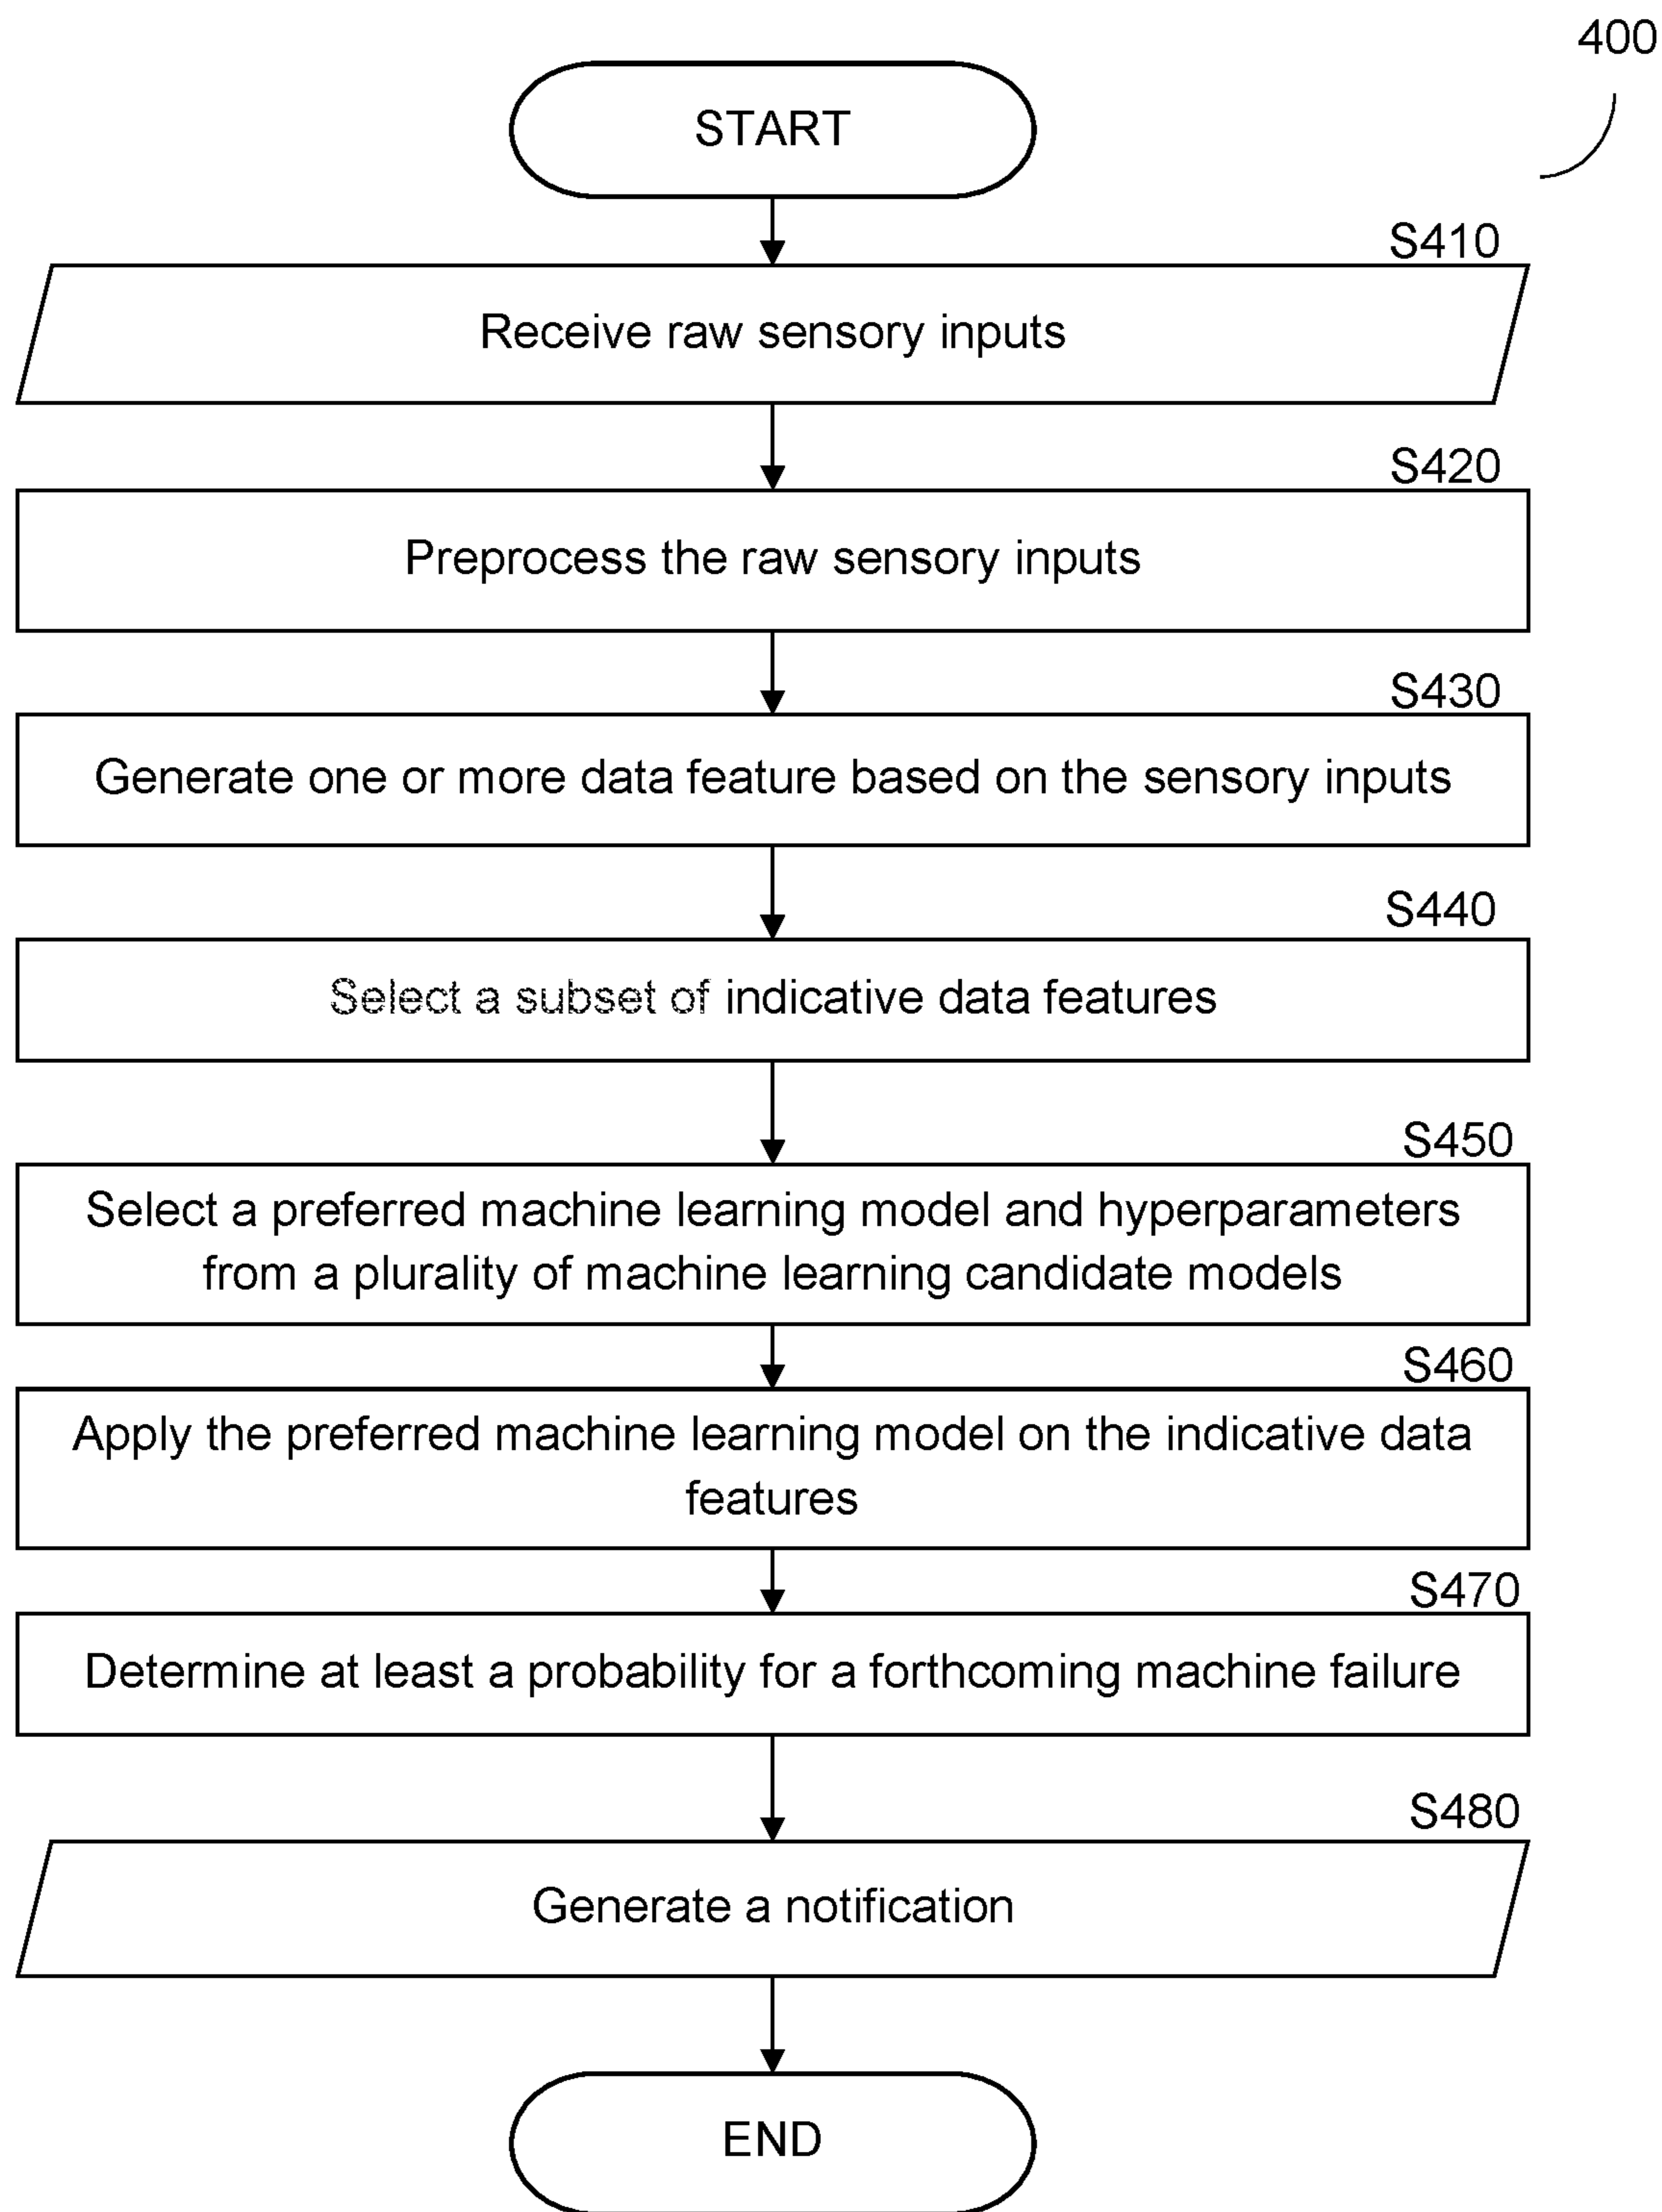 400
START
S410
Receive raw sensory inputs
S420
Preprocess the raw sensory inputs
S430
Generate one or more data feature based on the sensory inputs
S440
Select a subset of indicative data features
S450
Select a preferred machine learning model and hyperparameters
from a plurality of machine learning candidate models
S460
Apply the preferred machine learning model on the indicative data
features
S470
Determine at least a probability for a forthcoming machine failure
S480
Generate a notification
END